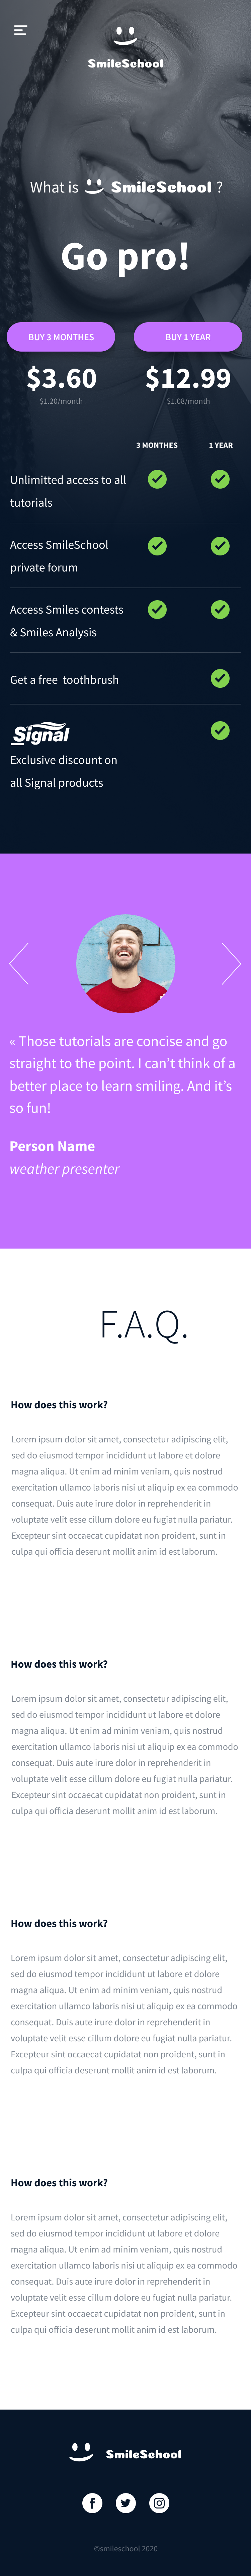 SmileSchool
What is SmileSchool ?
Go pro!
BUY 3 MONTHES
BUY 1 YEAR
$3.60
$12.99
$1.20/month
$1.08/month
3 MONTHES
1 YEAR
Unlimitted access to all
tutorials
Access SmileSchool
private forum
Access Smiles contests
& Smiles Analysis
Get a free toothbrush
Signal
Exclusive discount on
all Signal products
« Those tutorials are concise and go
straight to the point. I can't think of a
better place to learn smiling. And it's
so fun!
Person Name
weather presenter
F.A.Q.
How does this work?
Lorem ipsum dolor sit amet, consectetur adipiscing elit,
sed do eiusmod tempor incididunt ut labore et dolore
magna aliqua. Ut enim ad minim veniam, quis nostrud
exercitation ullamco laboris nisi ut aliquip ex ea commodo
consequat. Duis aute irure dolor in reprehenderit in
voluptate velit esse cillum dolore eu fugiat nulla pariatur.
Excepteur sint occaecat cupidatat non proident, sunt in
culpa qui officia deserunt mollit anim id est laborum.
How does this work?
Lorem ipsum dolor sit amet, consectetur adipiscing elit,
sed do eiusmod tempor incididunt ut labore et dolore
magna aliqua. Ut enim ad minim veniam, quis nostrud
exercitation ullamco laboris nisi ut aliquip ex ea commodo
consequat. Duis aute irure dolor in reprehenderit in
voluptate velit esse cillum dolore eu fugiat nulla pariatur.
Excepteur sint occaecat cupidatat non proident, sunt in
culpa qui officia deserunt mollit anim id est laborum.
How does this work?
Lorem ipsum dolor sit amet, consectetur adipiscing elit,
sed do eiusmod tempor incididunt ut labore et dolore
magna aliqua. Ut enim ad minim veniam, quis nostrud
exercitation ullamco laboris nisi ut aliquip ex ea commodo
consequat. Duis aute irure dolor in reprehenderit in
voluptate velit esse cillum dolore eu fugiat nulla pariatur.
Excepteur sint occaecat cupidatat non proident, sunt in
culpa qui officia deserunt mollit anim id est laborum.
How does this work?
Lorem ipsum dolor sit amet, consectetur adipiscing elit,
sed do eiusmod tempor incididunt ut labore et dolore
magna aliqua. Ut enim ad minim veniam, quis nostrud
exercitation ullamco laboris nisi ut aliquip ex ea commodo
consequat. Duis aute irure dolor in reprehenderit in
voluptate velit esse cillum dolore eu fugiat nulla pariatur.
Excepteur sint occaecat cupidatat non proident, sunt in
culpa qui officia deserunt mollit anim id est laborum.
SmileSchool
©smileschool 2020